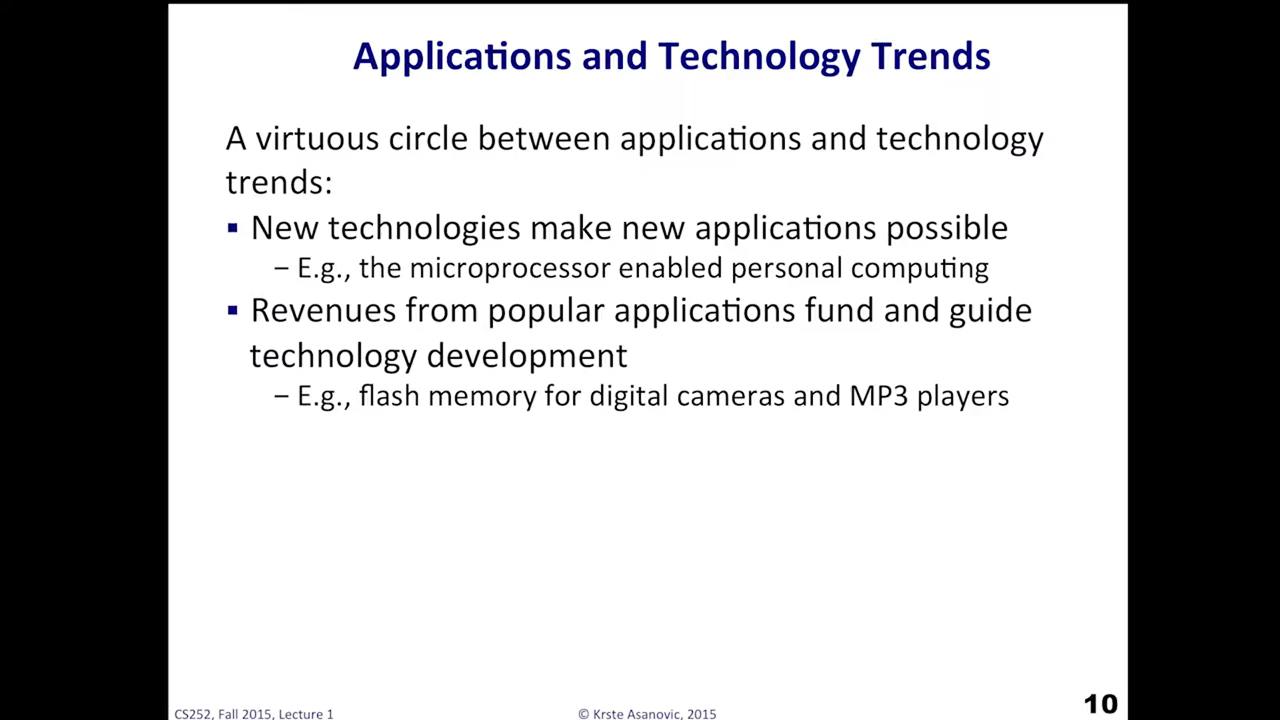 Applications and Technology Trends
A virtuous circle between applications and technology
trends:
▪ New technologies make new applications possible
– E.g., the microprocessor enabled personal computing
▪ Revenues from popular applications fund and guide
technology development
– E.g., flash memory for digital cameras and MP3 players
CS252, Fall 2015, Lecture 1
© Krste Asanovic, 2015
10